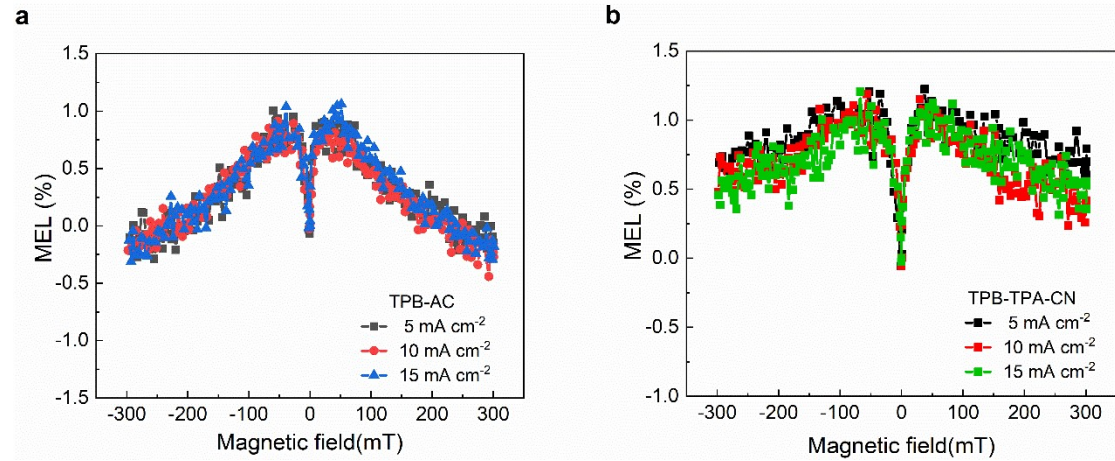 a
1.5
1.0
0.5
0.0
-0.5
-1.0
-1.5
MEL (%)
TPB-AC
5 mA cm-2
10 mA cm-2
15 mA cm-2
-300 -200 -100 0 100 200 300
Magnetic field(mT)
b
1.5
1.0
0.5
0.0
-0.5
-1.0
MEL (%)
TPB-TPA-CN
5 mA cm-2
10 mA cm-2
15 mA cm-2
-300 -200 -100 0 100 200 300
Magnetic field(mT)